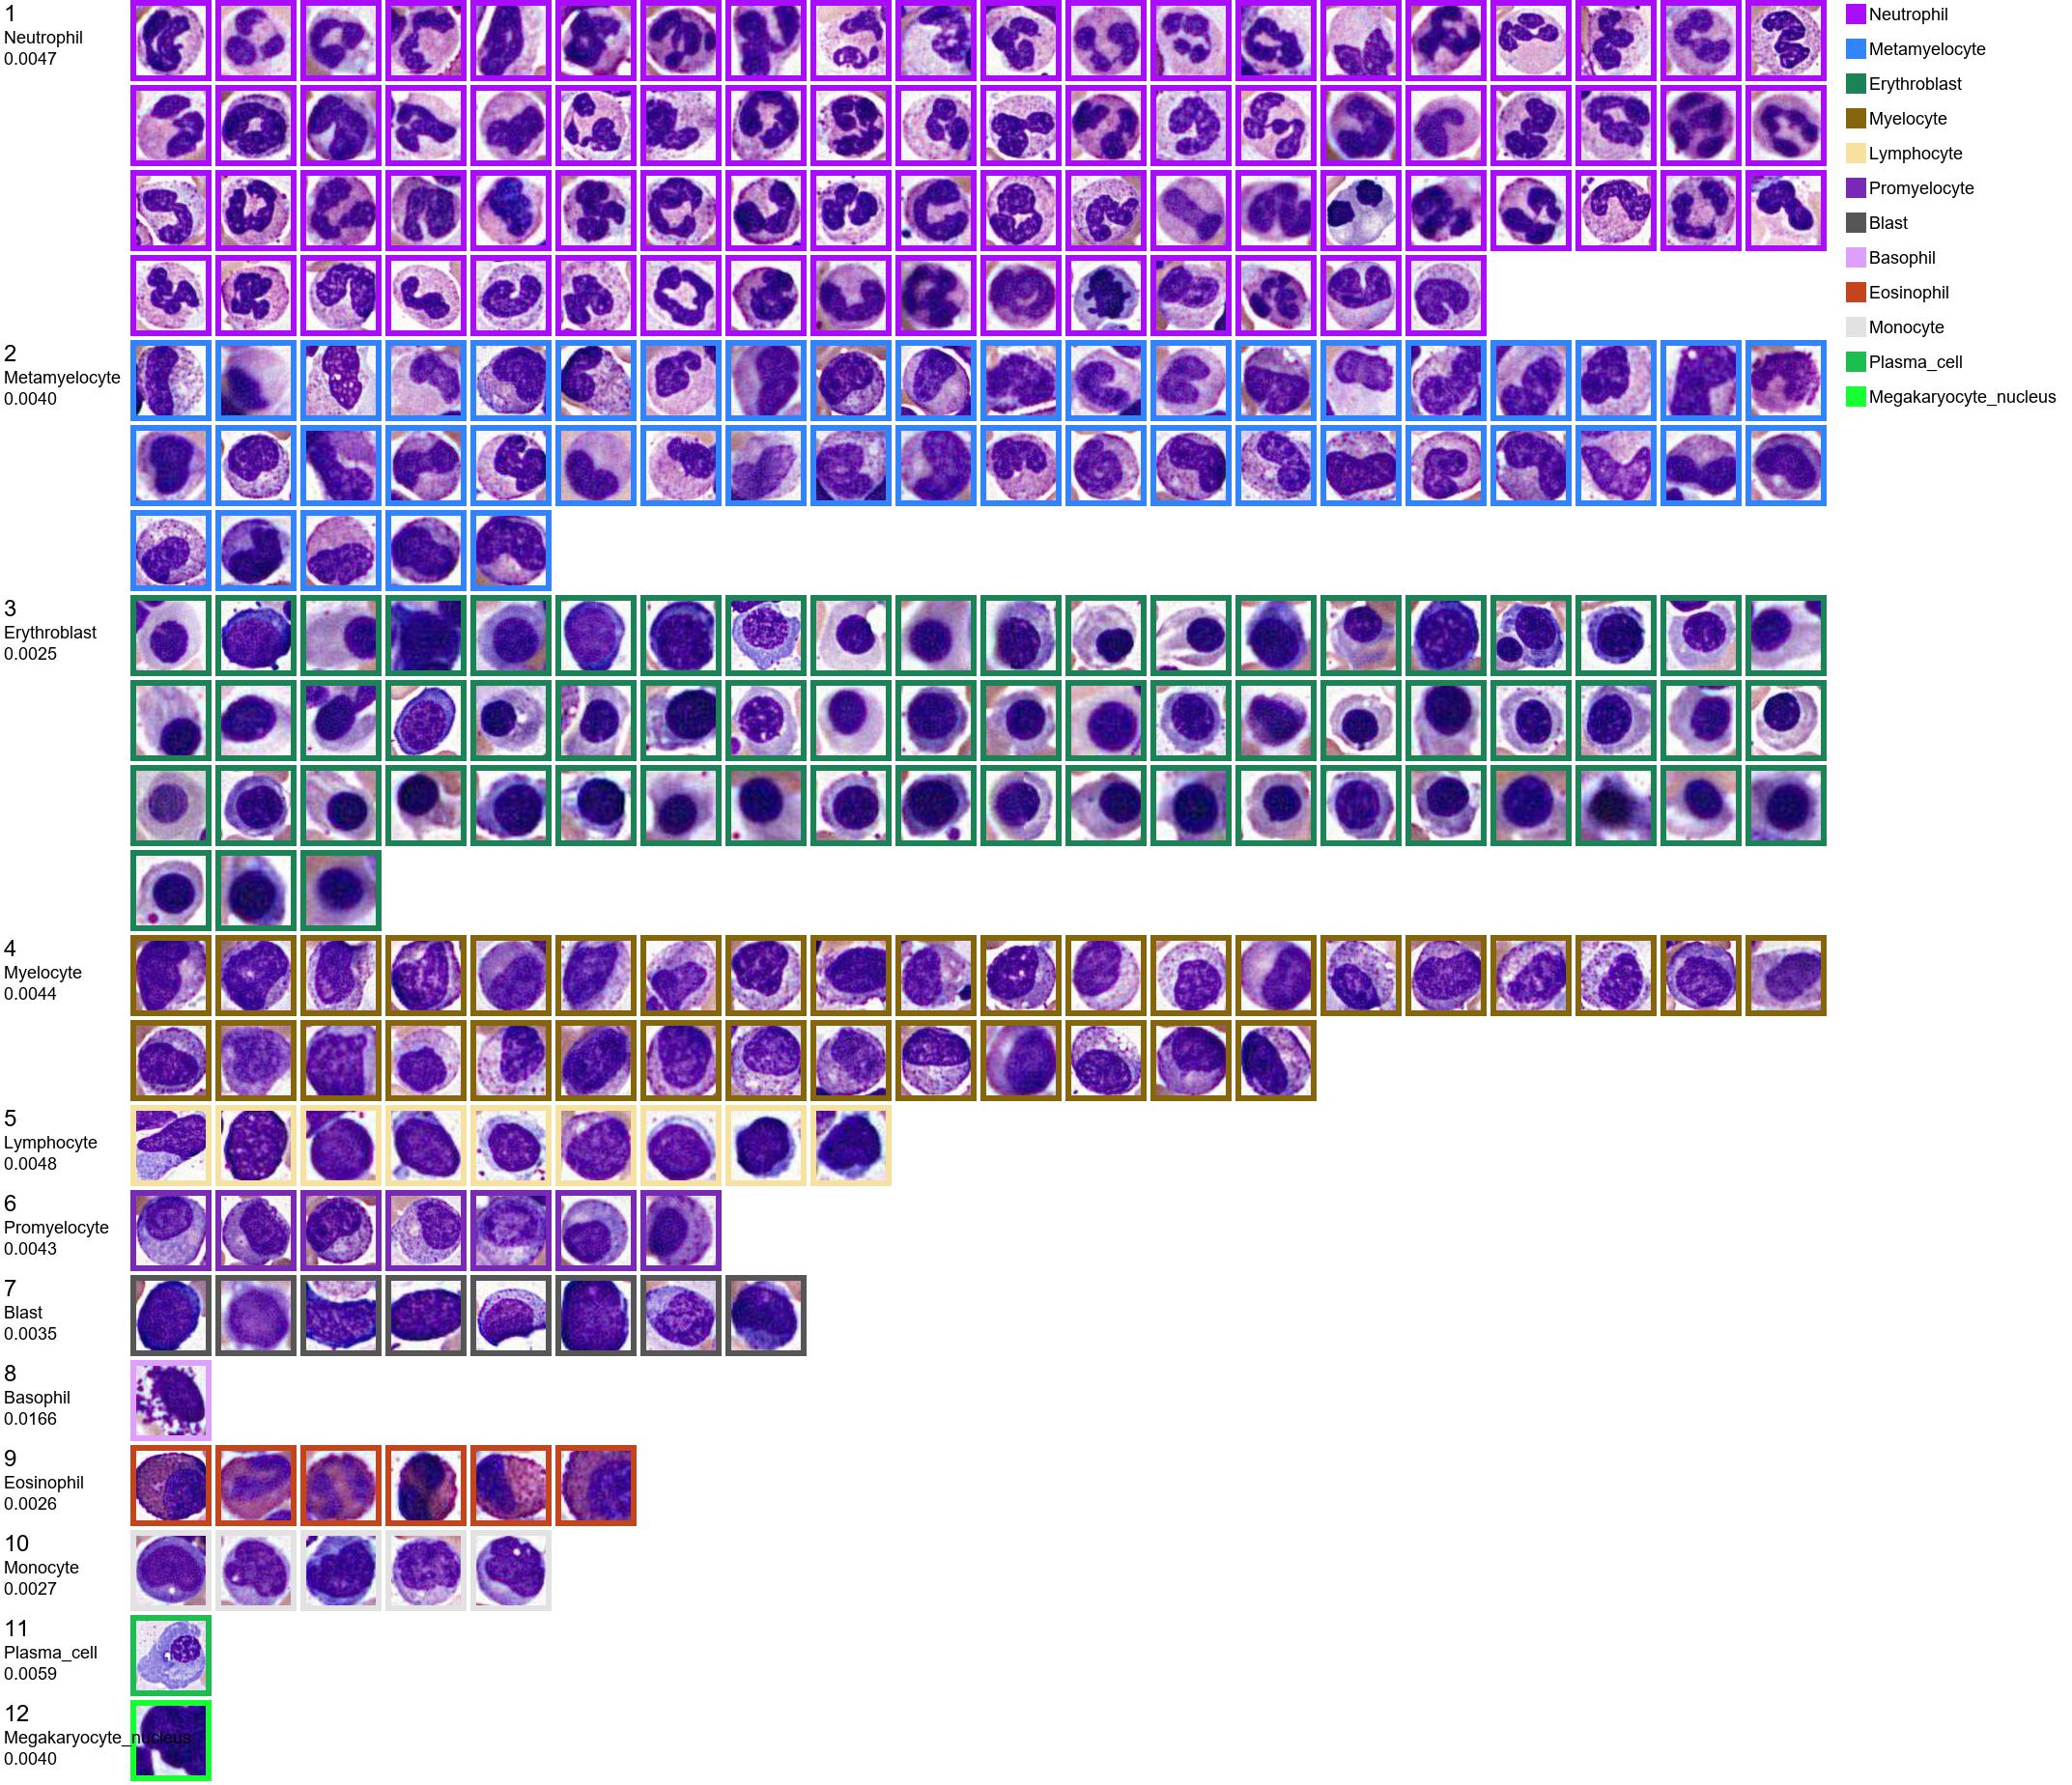 1
Neutrophil
0.0047
2
Metamyelocyte
0.0040
3
Erythroblast
0.0025
4
Myelocyte
0.0044
5
Lymphocyte
0.0048
6
Promyelocyte
0.0043
7
Blast
0.0035
8
Basophil
0.0166
9
Eosinophil
0.0026
10
Monocyte
0.0027
11
Plasma_cell
0.0059
12
Megakaryocyte_nucleus
0.0040
Neutrophil
Metamyelocyte
Erythroblast
Myelocyte
Lymphocyte
Promyelocyte
Blast
Basophil
Eosinophil
Monocyte
Plasma_cell
Megakaryocyte_nucleus